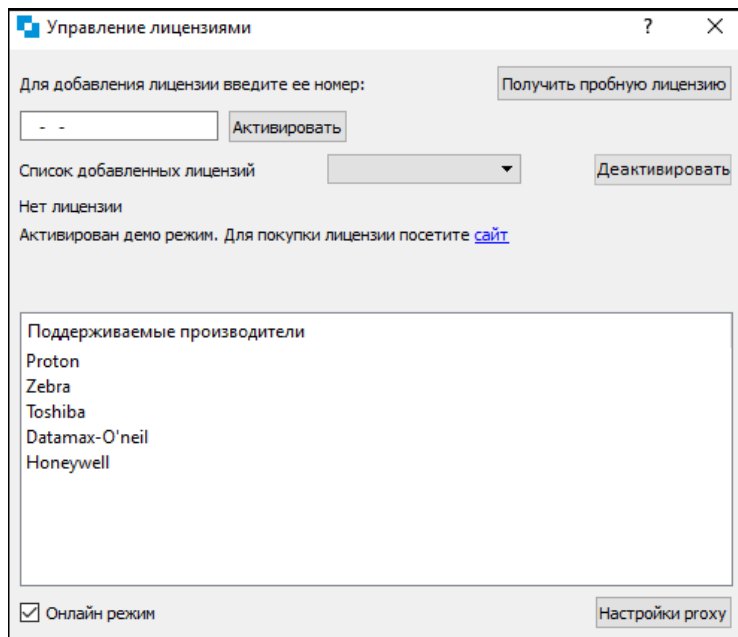 Управление лицензиями
?
Для добавления лицензии введите ее номер:
Получить пробную лицензию
- -
Активировать
Список добавленных лицензий
Деактивировать
Нет лицензии
Активирован демо режим. Для покупки лицензии посетите сайт
Поддерживаемые производители
Proton
Zebra
Toshiba
Datamax-O'neil
Honeywell
Онлайн режим
Настройки proxy